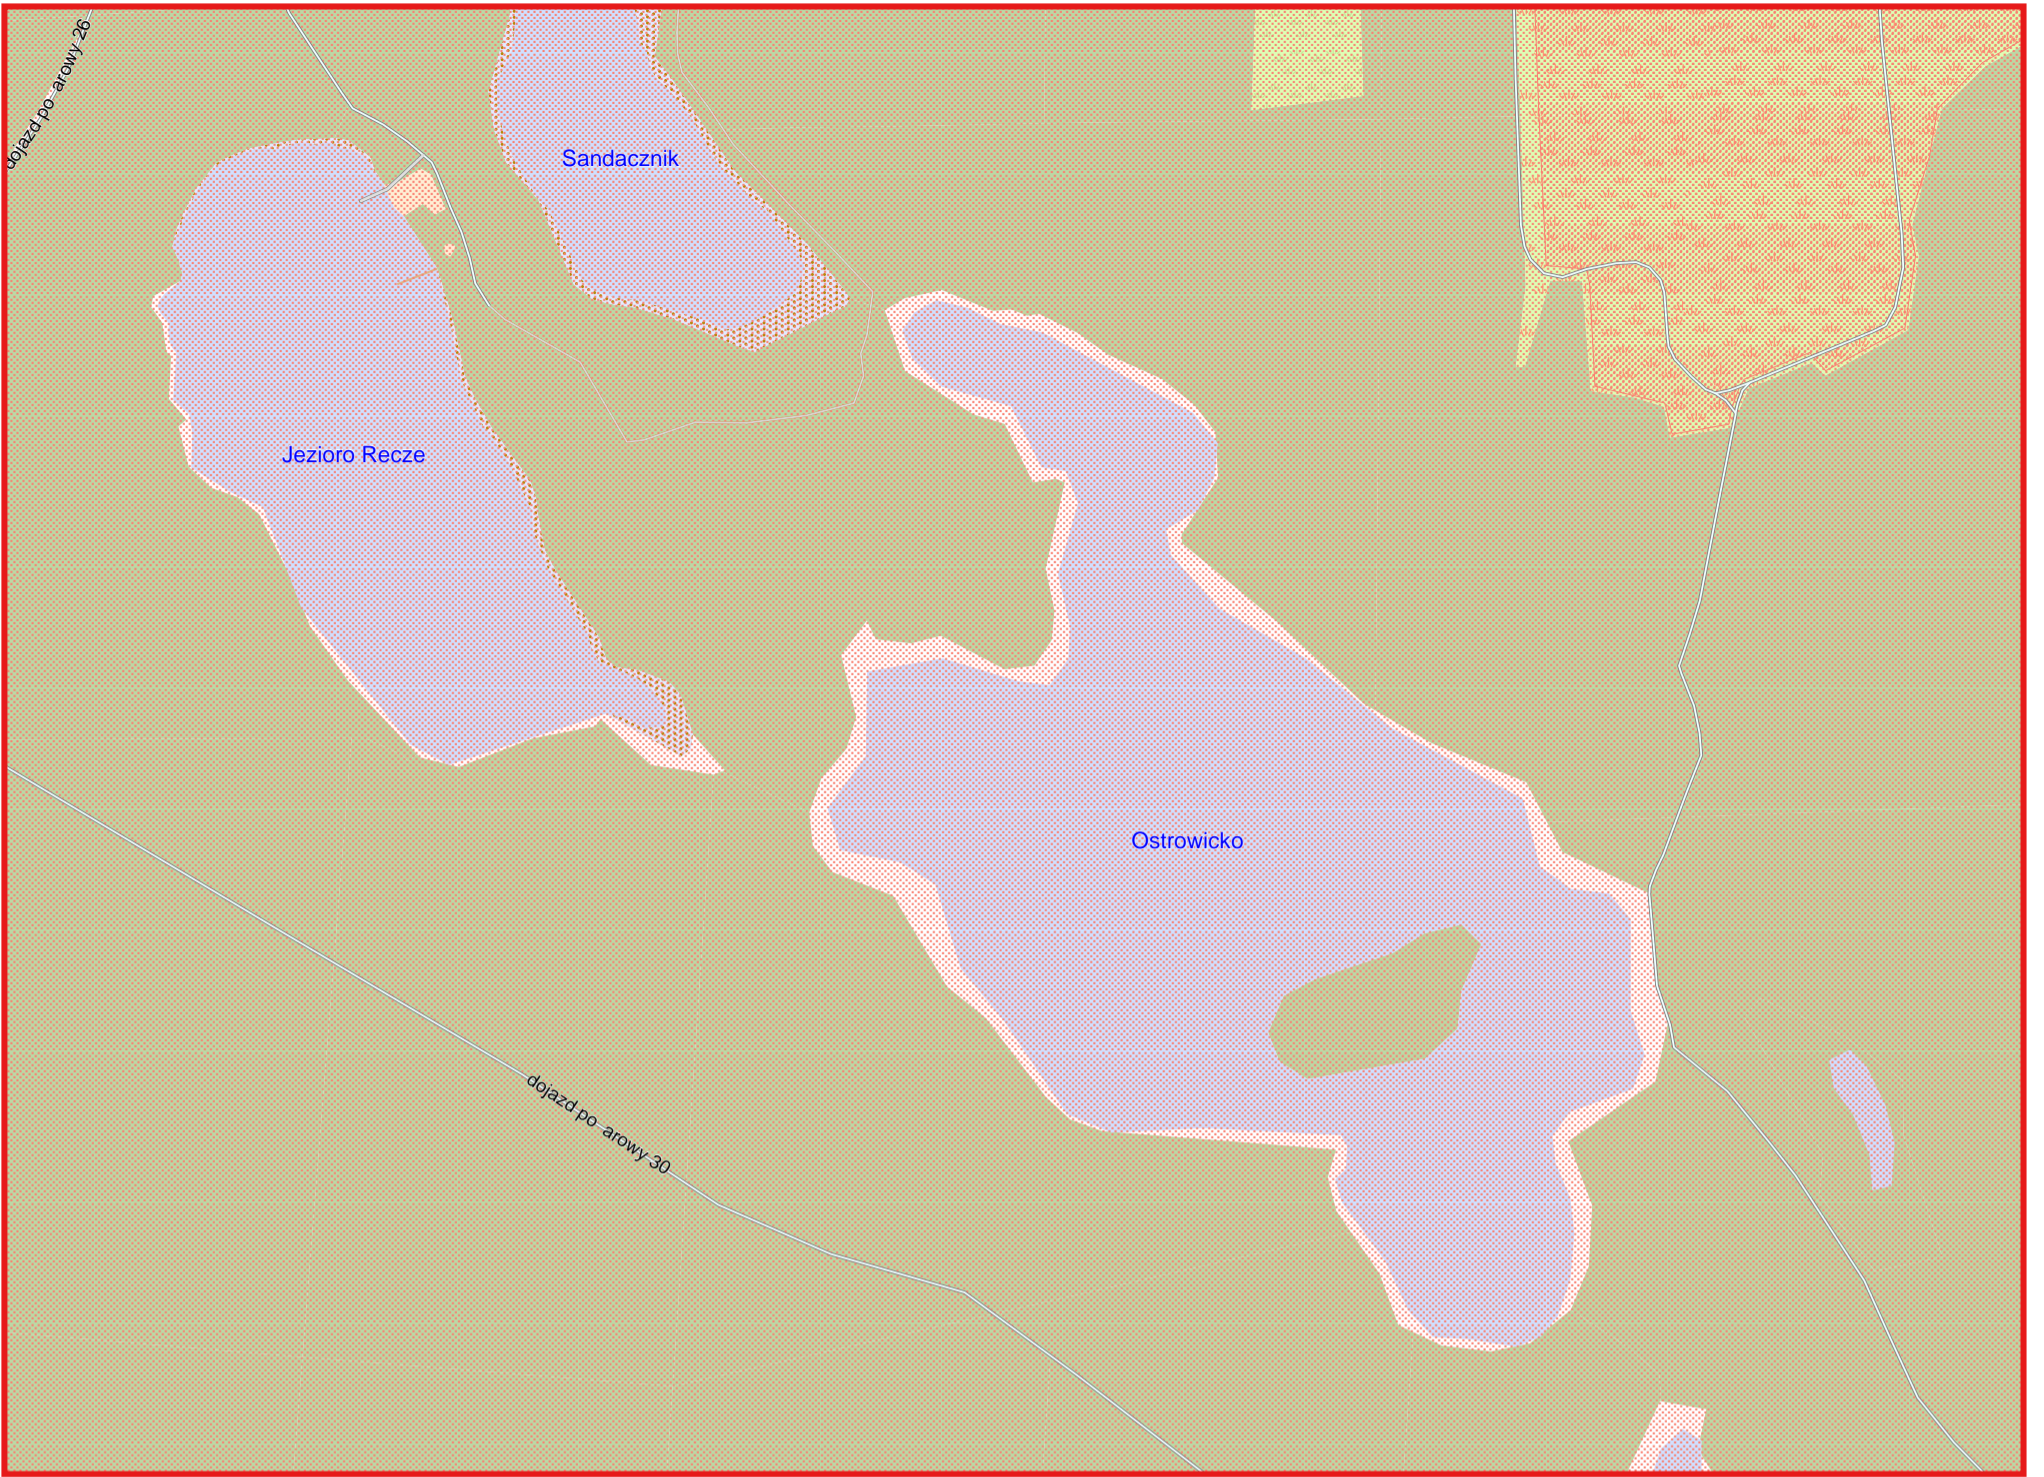 dojazd po arowy 26
Sandacznik
Jezioro Recze
Ostrowicko
dojazd po arowy 30